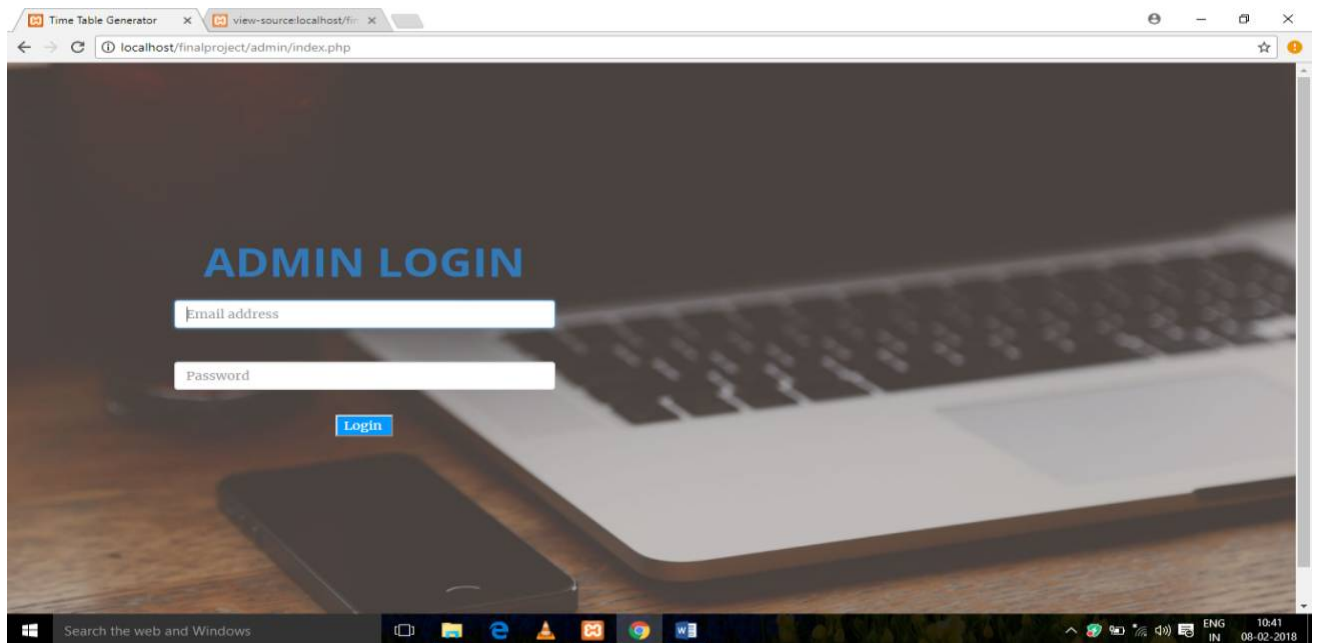 Time Table Generator
view-source:localhost/fin
localhost/finalproject/admin/index.php
ADMIN LOGIN
Email address
Password
Login
Search the web and Windows
ENG
IN
10:41
08-02-2018